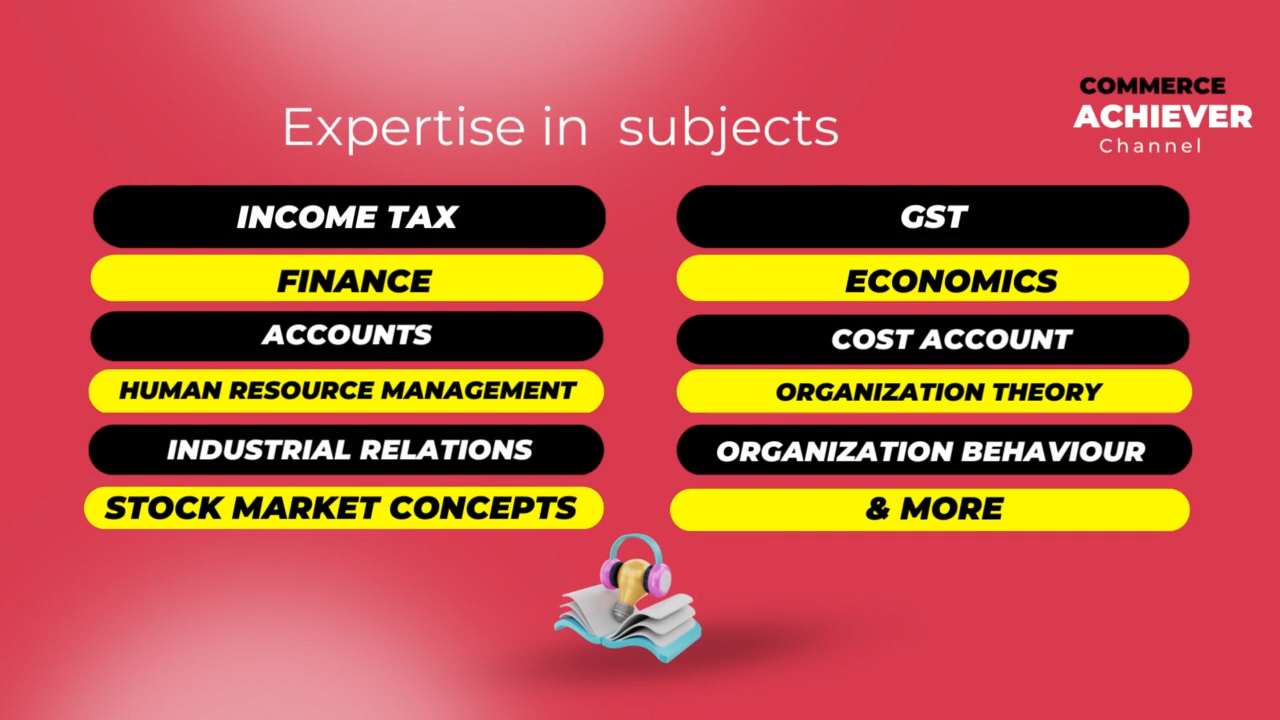 COMMERCE
ACHIEVER
Channel
Expertise in subjects
INCOME TAX
GST
FINANCE
ECONOMICS
ACCOUNTS
COST ACCOUNT
HUMAN RESOURCE MANAGEMENT
ORGANIZATION THEORY
INDUSTRIAL RELATIONS
ORGANIZATION BEHAVIOUR
STOCK MARKET CONCEPTS
& MORE